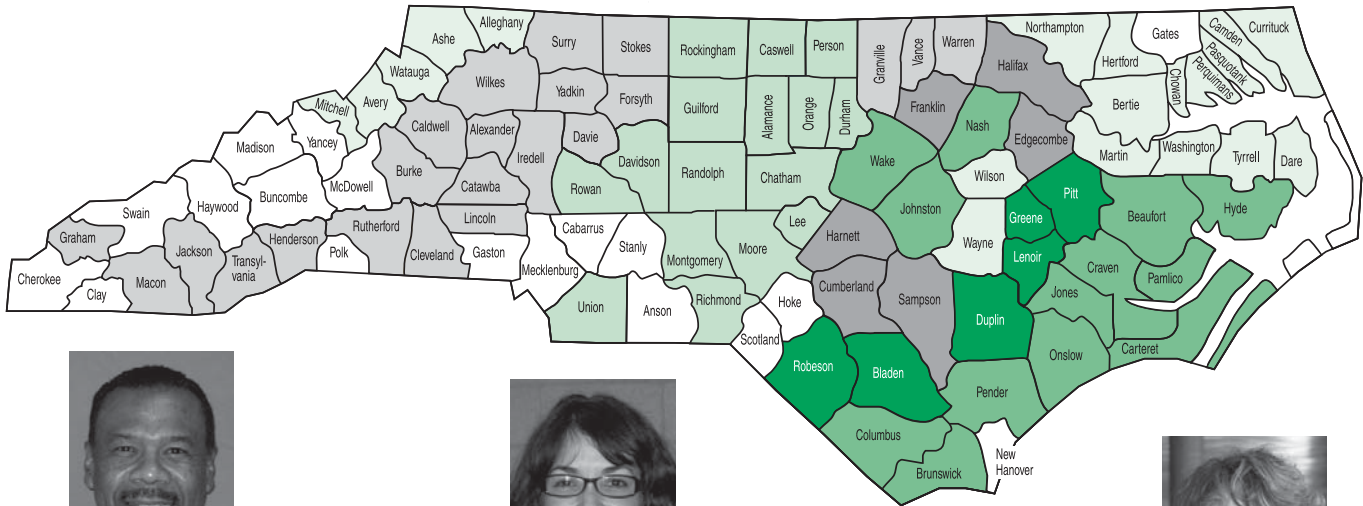 Ashe
Alleghany
Surry
Stokes
Rockingham
Caswell
Person
Granville
Vance
Warren
Northampton
Gates
Camden
Currituck
Pasquotank
Perquimans
Chowan
Hertford
Halifax
Watauga
Wilkes
Yadkin
Forsyth
Guilford
Alamance
Orange
Durham
Franklin
Nash
Edgecombe
Bertie
Mitchell
Avery
Caldwell
Alexander
Davie
Iredell
Davidson
Randolph
Chatham
Wake
Wilson
Martin
Washington
Tyrrell
Dare
Madison
Yancey
McDowell
Burke
Catawba
Rowan
Johnston
Greene
Pitt
Beaufort
Hyde
Swain
Haywood
Buncombe
Rutherford
Lincoln
Cabarrus
Stanly
Montgomery
Moore
Lee
Harnett
Wayne
Lenoir
Craven
Pamlico
Graham
Jackson
Transyl-
vania
Henderson
Polk
Cleveland
Gaston
Mecklenburg
Cherokee
Clay
Macon
Union
Anson
Richmond
Hoke
Scotland
Cumberland
Sampson
Duplin
Jones
Onslow
Carteret
Robeson
Bladen
Pender
Columbus
Brunswick
New
Hanover